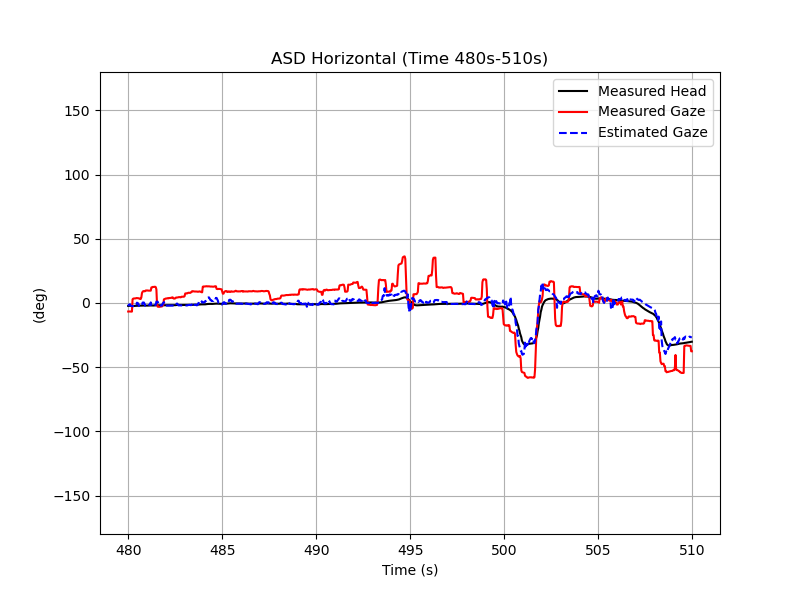 ASD Horizontal (Time 480s-510s)
Measured Head
Measured Gaze
Estimated Gaze
150
100
50
0
−50
−100
−150
(deg)
480 485 490 495 500 505 510
Time (s)